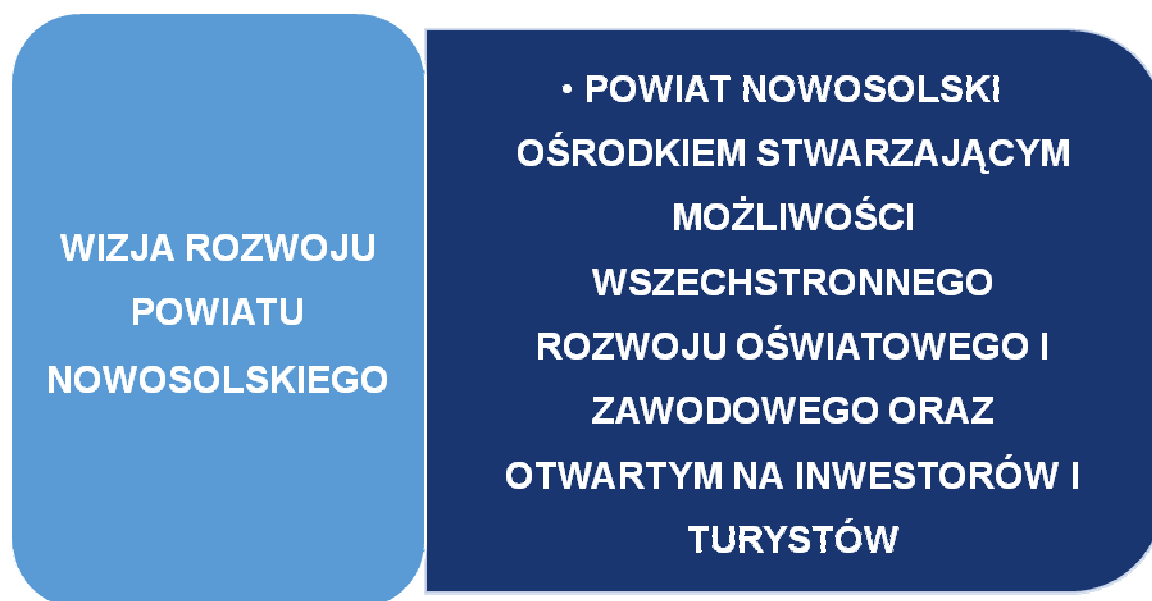 WIZJA ROZWOJU
POWIATU
NOWOSOLSKIEGO
• POWIAT NOWOSOLSKI
OŚRODKIEM STWARZAJĄCYM
MOŻLIWOŚCI
WSZECHSTRONNEGO
ROZWOJU OŚWIATOWEGO I
ZAWODOWEGO ORAZ
OTWARTYM NA INWESTORÓW I
TURYSTÓW